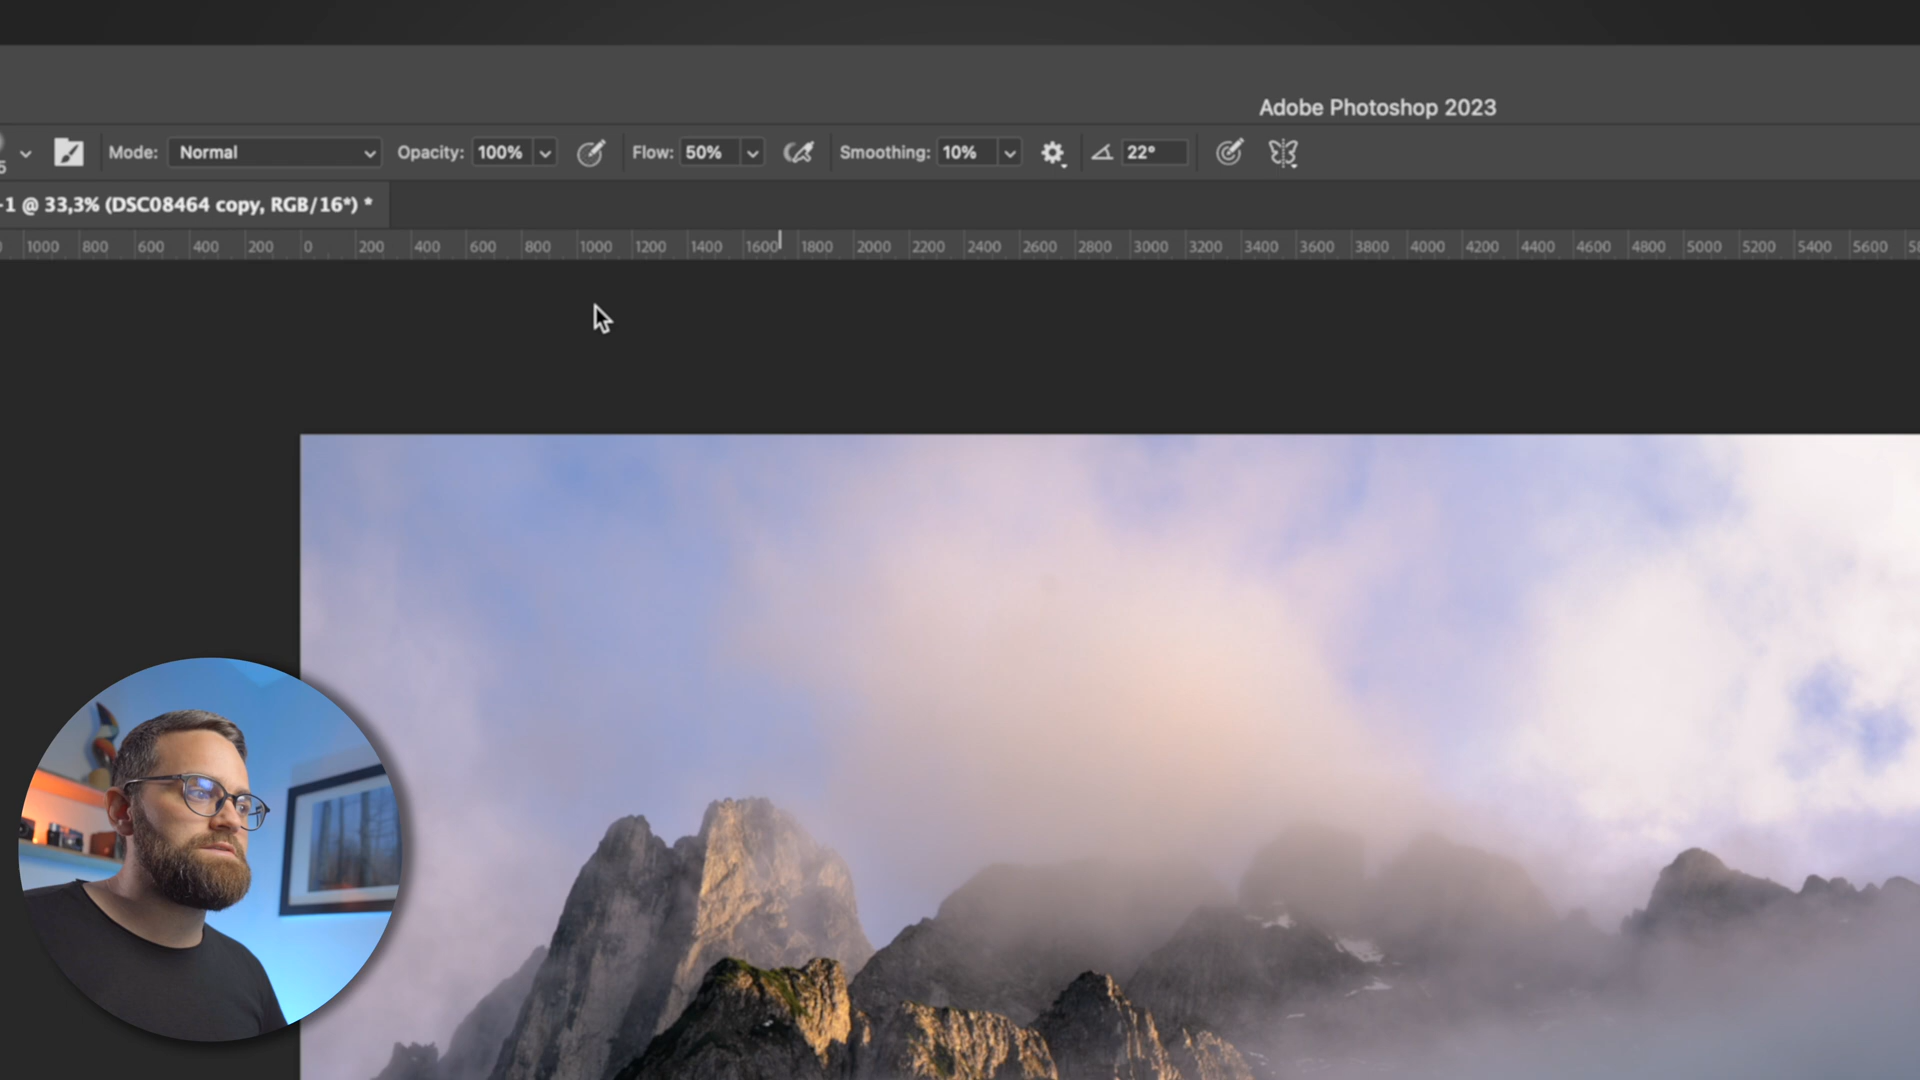 Adobe Photoshop 2023
5 Mode: Normal Opacity: 100% Flow: 50% Smoothing: 10% 22°
-1 @ 33,3% (DSC08464 copy, RGB/16*) *
1000 800 600 400 200 0 200 400 600 800 1000 1200 1400 1600 1800 2000 2200 2400 2600 2800 3000 3200 3400 3600 3800 4000 4200 4400 4600 4800 5000 5200 5400 5600